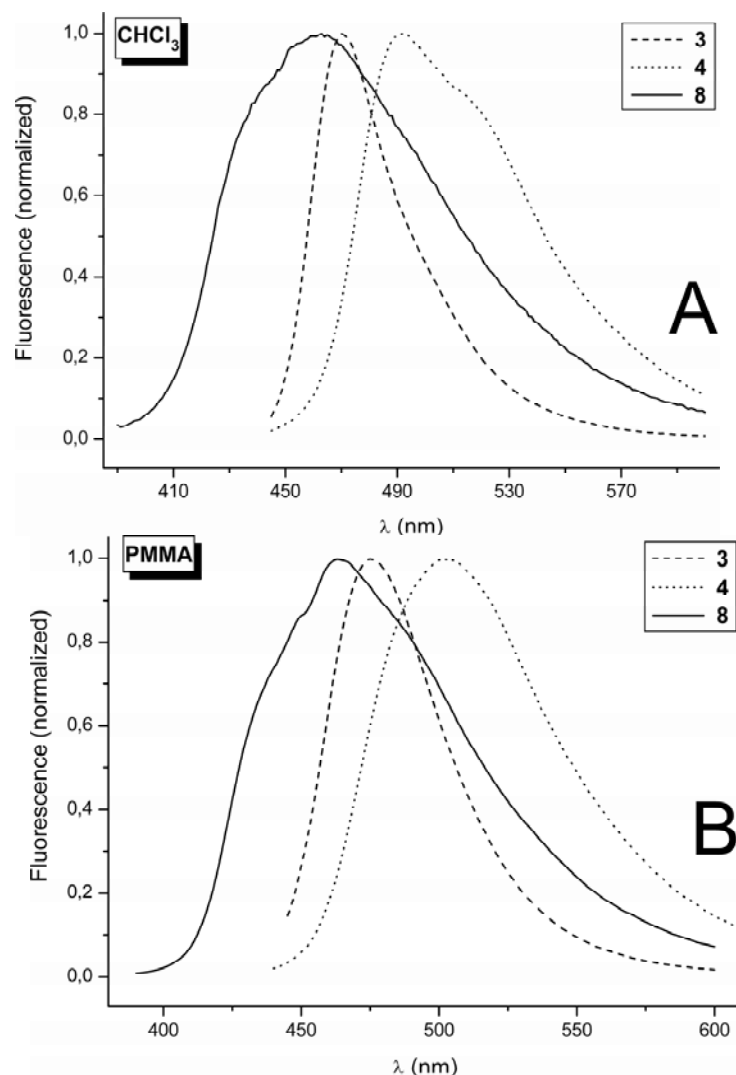 CHCl3
3
4
8
1,0
0,8
0,6
0,4
0,2
0,0
Fluorescence (normalized)
A
410 450 490 530 570
λ (nm)
PMMA
3
4
8
1,0
0,8
0,6
0,4
0,2
0,0
Fluorescence (normalized)
B
400 450 500 550 600
λ (nm)